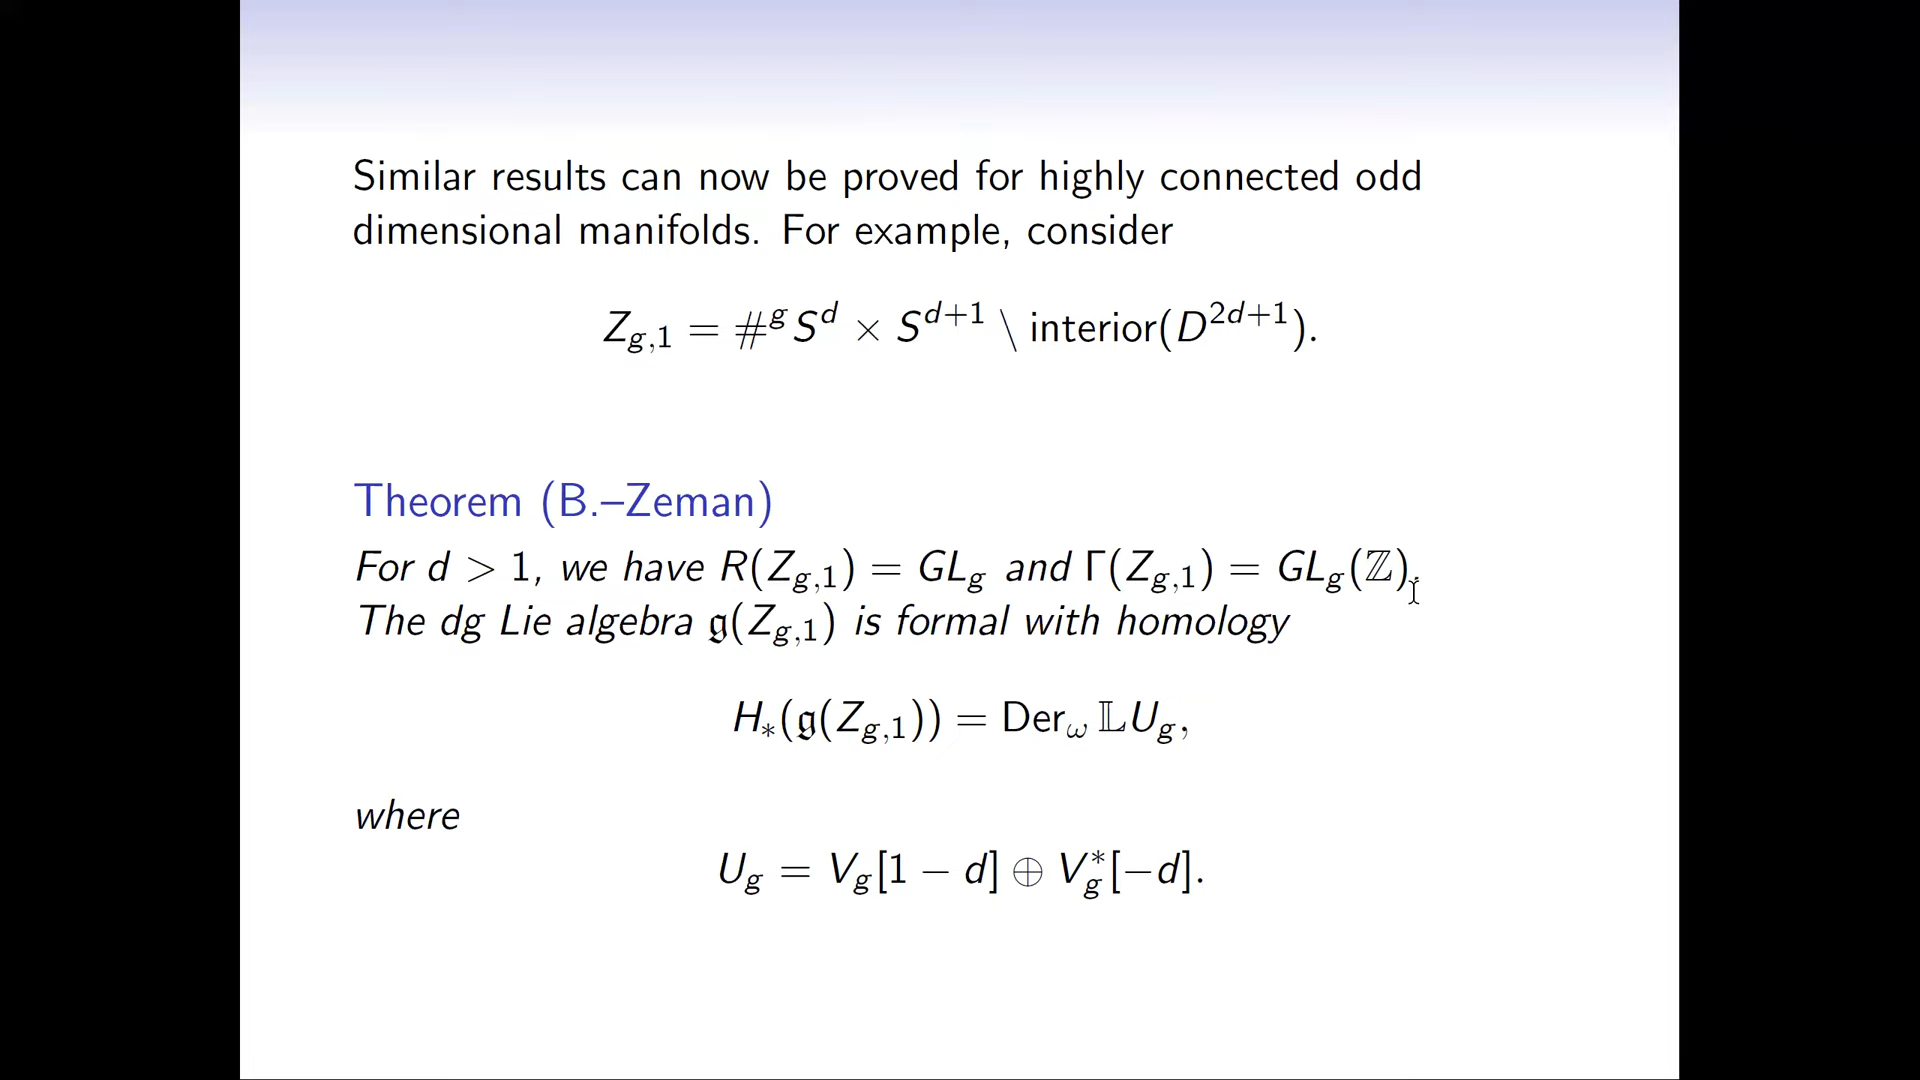 Similar results can now be proved for highly connected odd
dimensional manifolds. For example, consider
Z_{g,1} = #^g S^d × S^{d+1} \ interior(D^{2d+1}).
Theorem (B.–Zeman)
For d > 1, we have R(Z_{g,1}) = GL_g and Γ(Z_{g,1}) = GL_g(ℤ).
The dg Lie algebra 𝔤(Z_{g,1}) is formal with homology
H_*(𝔤(Z_{g,1})) = Der_ω 𝕃U_g,
where
U_g = V_g[1 − d] ⊕ V_g^*[−d].